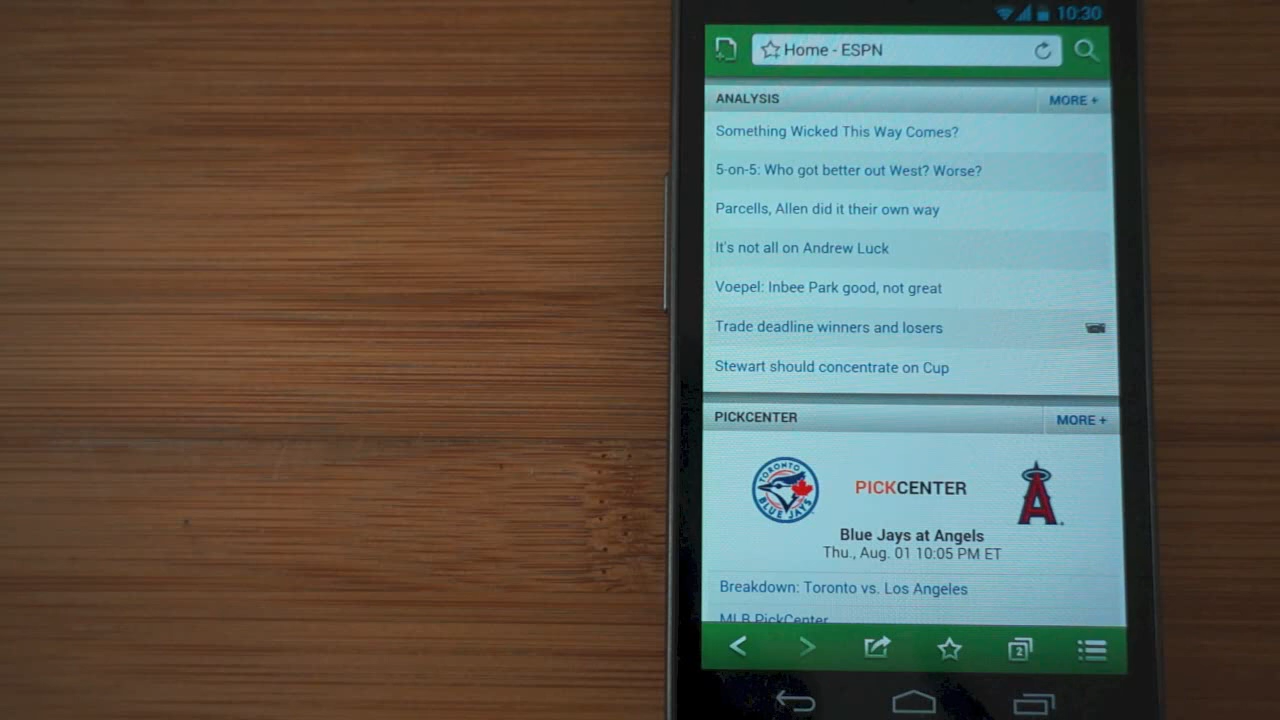 10:30
Home - ESPN
ANALYSIS MORE +
Something Wicked This Way Comes?
5-on-5: Who got better out West? Worse?
Parcells, Allen did it their own way
It's not all on Andrew Luck
Voepel: Inbee Park good, not great
Trade deadline winners and losers
Stewart should concentrate on Cup
PICKCENTER MORE +
TORONTO
BLUE JAYS
PICKCENTER
A
Blue Jays at Angels
Thu., Aug. 01 10:05 PM ET
Breakdown: Toronto vs. Los Angeles
MLB PickCenter
2